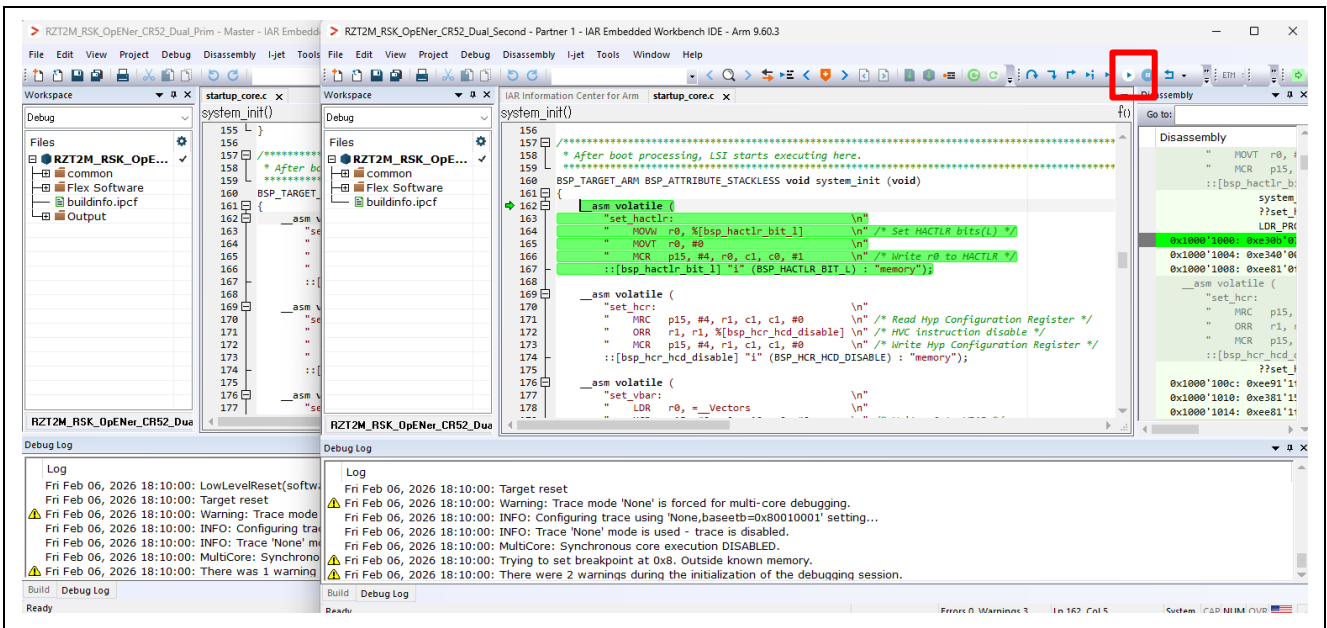 RZT2M_RSK_OpENer_CR52_Dual_Prim - Master - IAR Embedd
File Edit View Project Debug Disassembly I-jet Tools
Workspace
Debug
Files
RZT2M_RSK_OpE...
common
Flex Software
buildinfo.ipcf
Output
RZT2M_RSK_OpENer_CR52_Dua
startup_core.c
system_init()
155 }
156
157 /**********
158 * After bo
159 **********
160 BSP_TARGET_
161 {
162 __asm v
163 "se
164 "
165 "
166 "
167 ::[
168
169 __asm v
170 "se
171 "
172 "
173 "
174 ::[
175
176 __asm v
177 "se
Debug Log
Log
Fri Feb 06, 2026 18:10:00: LowLevelReset(softwa
Fri Feb 06, 2026 18:10:00: Target reset
Fri Feb 06, 2026 18:10:00: Warning: Trace mode
Fri Feb 06, 2026 18:10:00: INFO: Configuring trac
Fri Feb 06, 2026 18:10:00: INFO: Trace 'None' m
Fri Feb 06, 2026 18:10:00: MultiCore: Synchrono
Fri Feb 06, 2026 18:10:00: There was 1 warning
Build Debug Log
Ready
RZT2M_RSK_OpENer_CR52_Dual_Second - Partner 1 - IAR Embedded Workbench IDE - Arm 9.60.3
File Edit View Project Debug Disassembly I-jet Tools Window Help
ETM
Workspace
Debug
Files
RZT2M_RSK_OpE...
common
Flex Software
buildinfo.ipcf
RZT2M_RSK_OpENer_CR52_Dua
IAR Information Center for Arm startup_core.c
system_init() f()
156
157 /*******************************************************************************
158 * After boot processing, LSI starts executing here.
159 *******************************************************************************
160 BSP_TARGET_ARM BSP_ATTRIBUTE_STACKLESS void system_init (void)
161 {
162 __asm volatile (
163 "set_hactlr: \n"
164 " MOVW r0, %[bsp_hactlr_bit_l] \n" /* Set HACTLR bits(L) */
165 " MOVT r0, #0 \n"
166 " MCR p15, #4, r0, c1, c0, #1 \n" /* Write r0 to HACTLR */
167 ::[bsp_hactlr_bit_l] "i" (BSP_HACTLR_BIT_L) : "memory");
168
169 __asm volatile (
170 "set_hcr: \n"
171 " MRC p15, #4, r1, c1, c1, #0 \n" /* Read Hyp Configuration Register */
172 " ORR r1, r1, %[bsp_hcr_hcd_disable] \n" /* HVC instruction disable */
173 " MCR p15, #4, r1, c1, c1, #0 \n" /* Write Hyp Configuration Register */
174 ::[bsp_hcr_hcd_disable] "i" (BSP_HCR_HCD_DISABLE) : "memory");
175
176 __asm volatile (
177 "set_vbar: \n"
178 " LDR r0, =__Vectors \n"
Disassembly
Go to:
Disassembly
" MOVT r0, #
" MCR p15,
::[bsp_hactlr_b
system_
??set_h
LDR_PRO
0x1000'1000: 0xe30b'0
0x1000'1004: 0xe340'00
0x1000'1008: 0xee81'0
__asm volatile (
"set_hcr:
" MRC p15,
" ORR r1,
" MCR p15,
::[bsp_hcr_hcd_
??set_h
0x1000'100c: 0xee91'1
0x1000'1010: 0xe381'1
0x1000'1014: 0xee81'1
Debug Log
Log
Fri Feb 06, 2026 18:10:00: Target reset
Fri Feb 06, 2026 18:10:00: Warning: Trace mode 'None' is forced for multi-core debugging.
Fri Feb 06, 2026 18:10:00: INFO: Configuring trace using 'None,baseetb=0x80010001' setting...
Fri Feb 06, 2026 18:10:00: INFO: Trace 'None' mode is used - trace is disabled.
Fri Feb 06, 2026 18:10:00: MultiCore: Synchronous core execution DISABLED.
Fri Feb 06, 2026 18:10:00: Trying to set breakpoint at 0x8. Outside known memory.
Fri Feb 06, 2026 18:10:00: There were 2 warnings during the initialization of the debugging session.
Build Debug Log
Ready Errors 0, Warnings 3 Ln 162, Col 5 System CAP NUM OVR